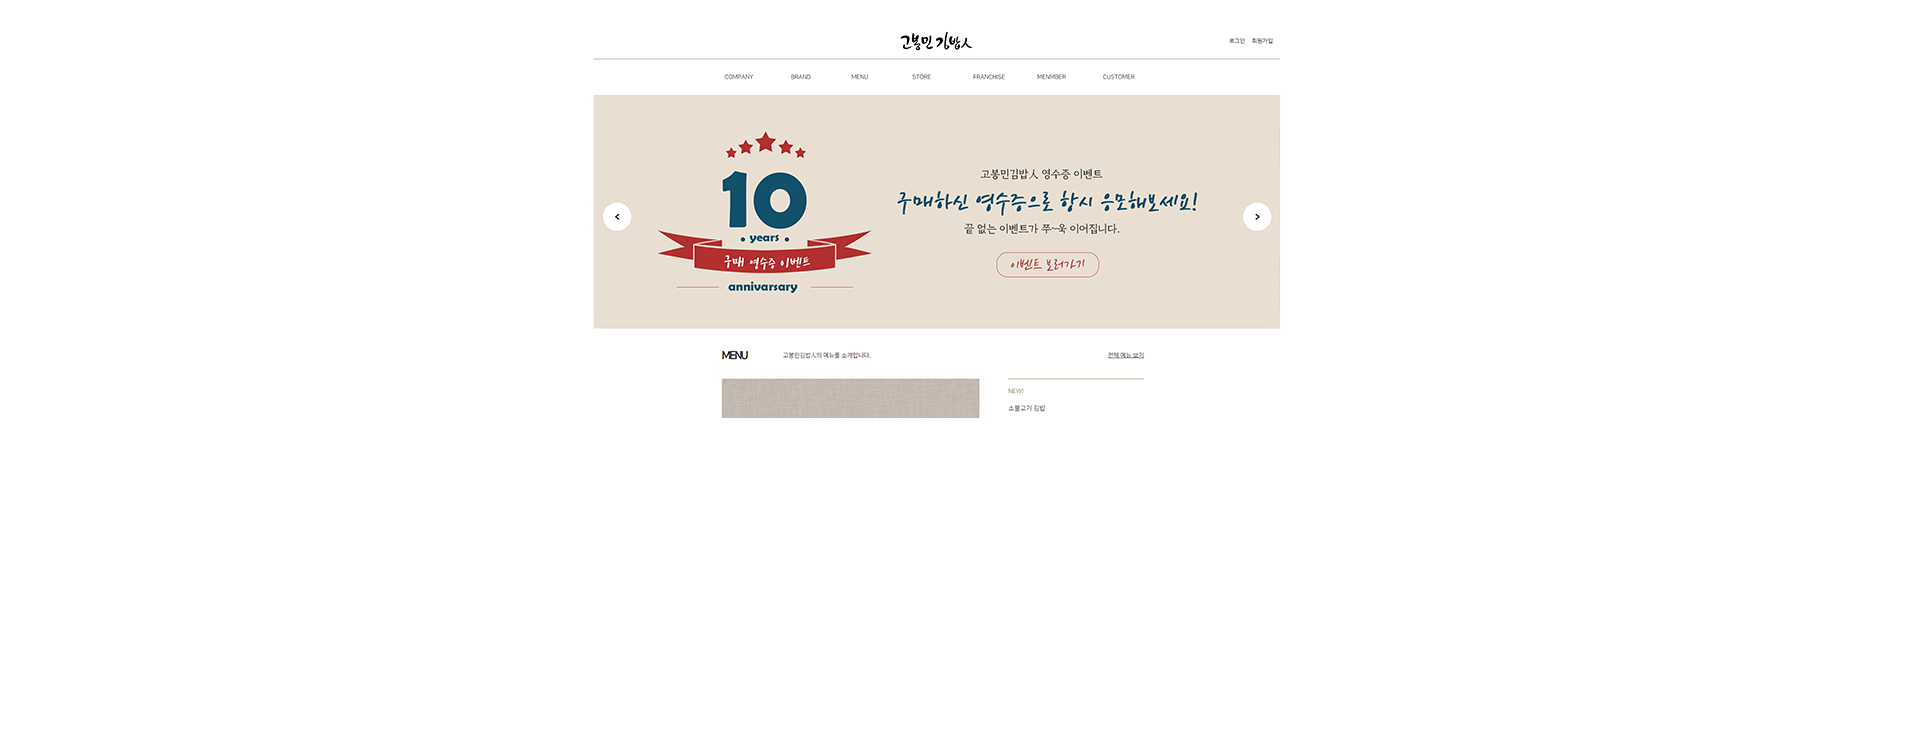 고봉민김밥人
로그인 회원가입
COMPANY BRAND MENU STORE FRANCHISE MENMBER CUSTOMER
10
years
구매 영수증 이벤트
annivarsary
고봉민김밥人 영수증 이벤트
구매하신 영수증으로 항시 응모해보세요!
끝 없는 이벤트가 쭈~욱 이어집니다.
이벤트 보러가기
<
>
MENU 고봉민김밥人의 메뉴를 소개합니다. 전체 메뉴 보기
NEW!
소불고기 김밥